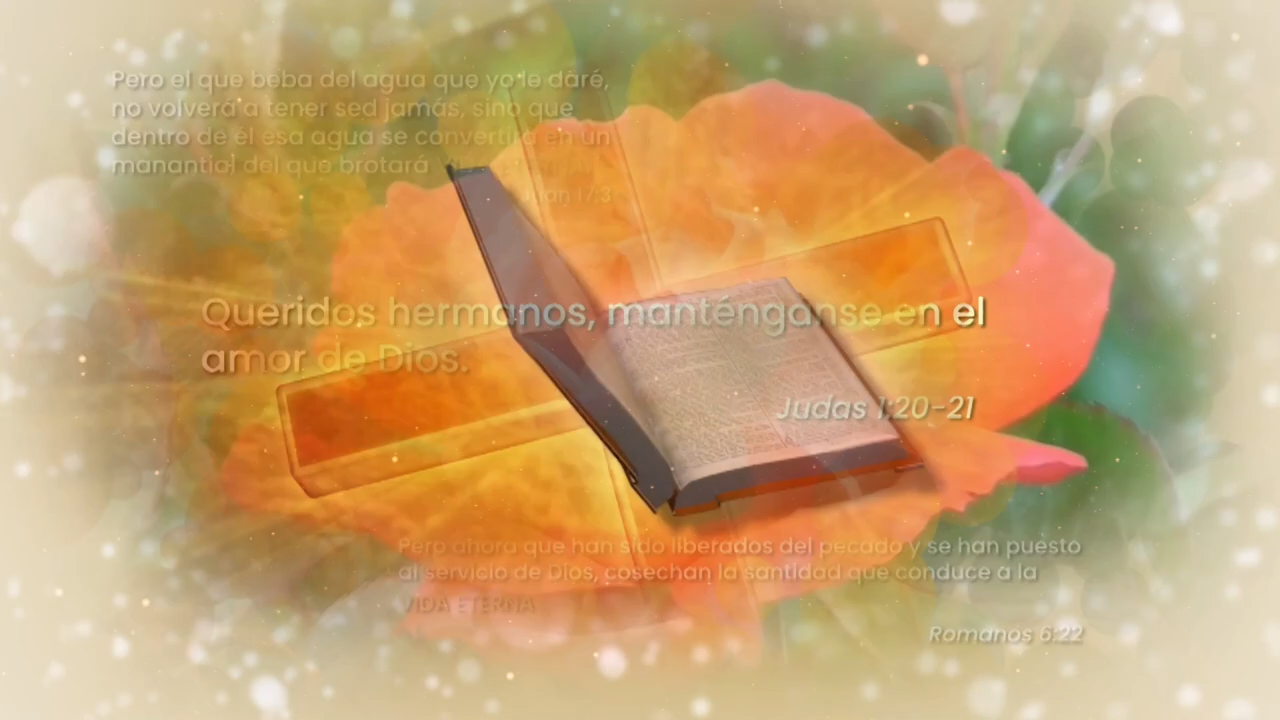 Pero el que beba del agua que yo le daré,
no volverá a tener sed jamás, sino que
dentro de él esa agua se convertirá en un
manantial del que brotará
Juan 17:3
Queridos hermanos, manténganse en el
amor de Dios.
Judas 1:20-21
Pero ahora que han sido liberados del pecado y se han puesto
al servicio de Dios, cosechan la santidad que conduce a la
VIDA ETERNA
Romanos 6:22